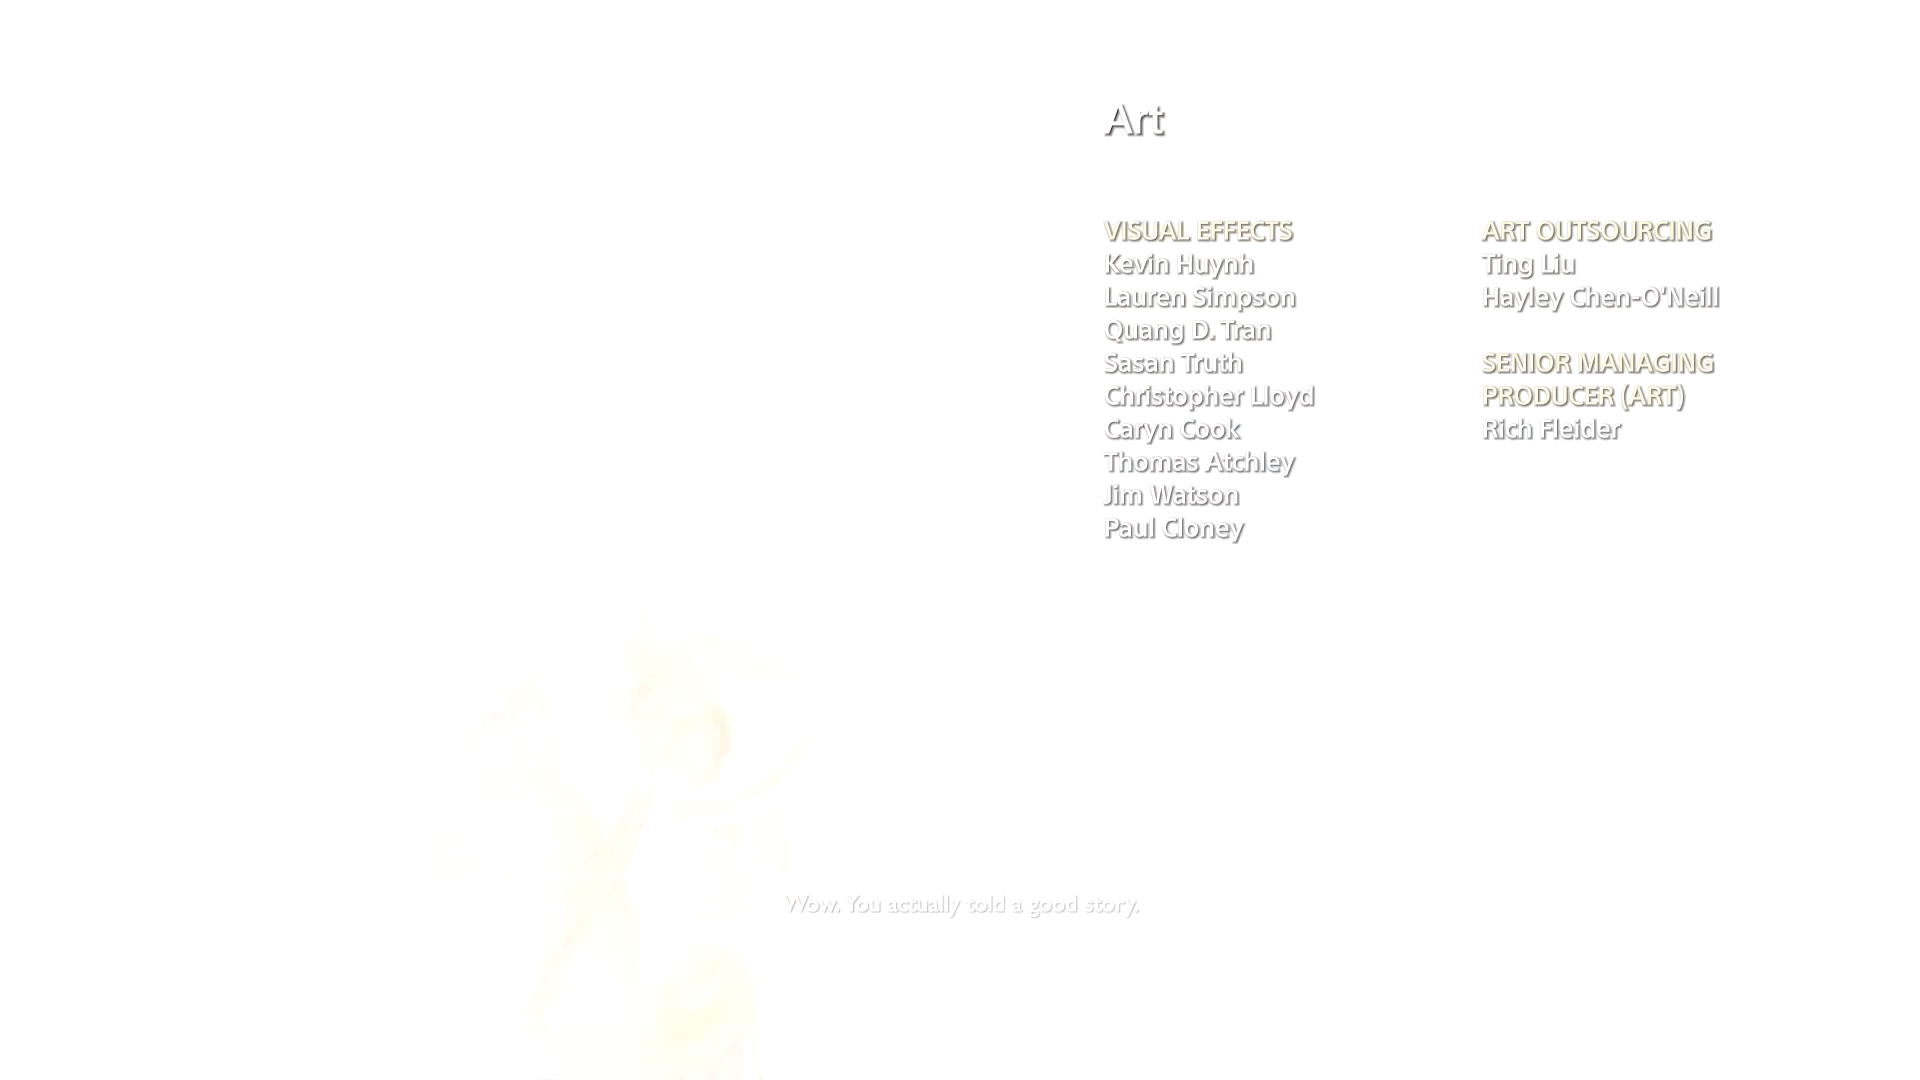 Art
VISUAL EFFECTS
Kevin Huynh
Lauren Simpson
Quang D. Tran
Sasan Truth
Christopher Lloyd
Caryn Cook
Thomas Atchley
Jim Watson
Paul Cloney
ART OUTSOURCING
Ting Liu
Hayley Chen-O'Neill
SENIOR MANAGING
PRODUCER (ART)
Rich Fleider
Wow. You actually told a good story.